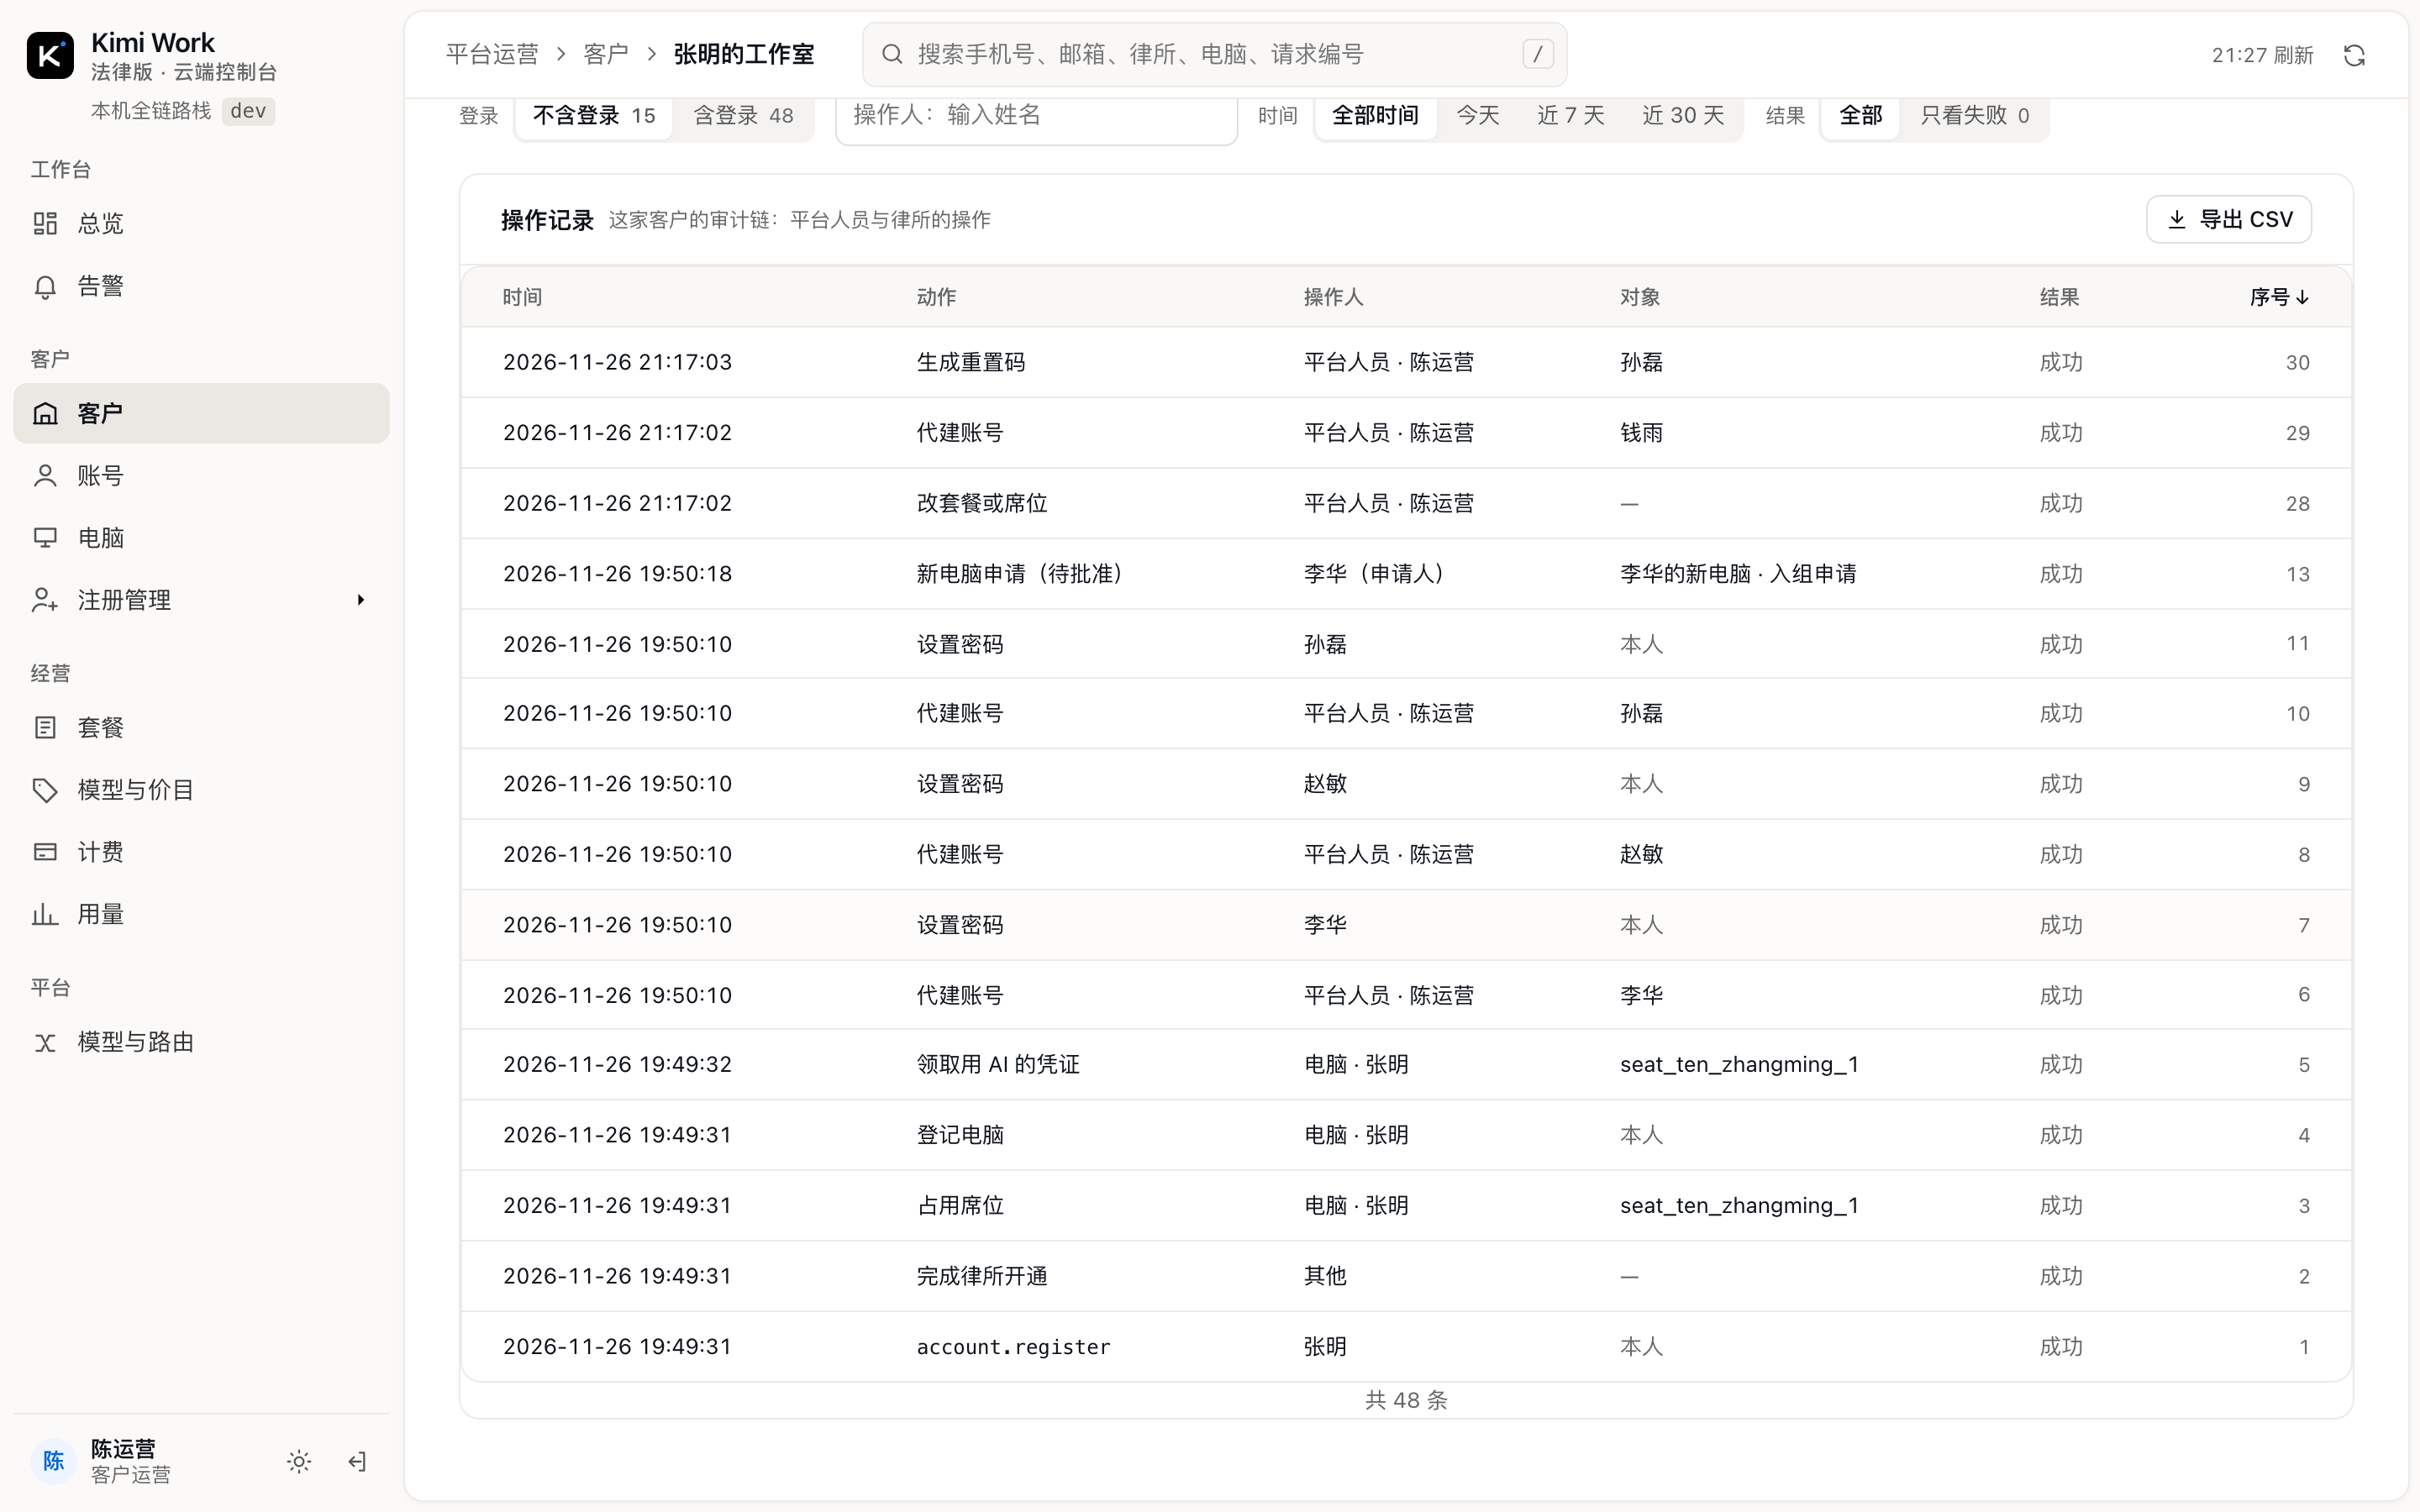 Kimi Work
法律版 · 云端控制台
本机全链路栈 dev
工作台
总览
告警
客户
客户
账号
电脑
注册管理
经营
套餐
模型与价目
计费
用量
平台
模型与路由
陈 陈运营
客户运营
平台运营 > 客户 > 张明的工作室
搜索手机号、邮箱、律所、电脑、请求编号 /
21:27 刷新
登录 不含登录 15 含登录 48 操作人：输入姓名 时间 全部时间 今天 近 7 天 近 30 天 结果 全部 只看失败 0
操作记录 这家客户的审计链：平台人员与律所的操作 导出 CSV
时间 动作 操作人 对象 结果 序号↓
2026-11-26 21:17:03 生成重置码 平台人员 · 陈运营 孙磊 成功 30
2026-11-26 21:17:02 代建账号 平台人员 · 陈运营 钱雨 成功 29
2026-11-26 21:17:02 改套餐或席位 平台人员 · 陈运营 — 成功 28
2026-11-26 19:50:18 新电脑申请（待批准） 李华（申请人） 李华的新电脑 · 入组申请 成功 13
2026-11-26 19:50:10 设置密码 孙磊 本人 成功 11
2026-11-26 19:50:10 代建账号 平台人员 · 陈运营 孙磊 成功 10
2026-11-26 19:50:10 设置密码 赵敏 本人 成功 9
2026-11-26 19:50:10 代建账号 平台人员 · 陈运营 赵敏 成功 8
2026-11-26 19:50:10 设置密码 李华 本人 成功 7
2026-11-26 19:50:10 代建账号 平台人员 · 陈运营 李华 成功 6
2026-11-26 19:49:32 领取用 AI 的凭证 电脑 · 张明 seat_ten_zhangming_1 成功 5
2026-11-26 19:49:31 登记电脑 电脑 · 张明 本人 成功 4
2026-11-26 19:49:31 占用席位 电脑 · 张明 seat_ten_zhangming_1 成功 3
2026-11-26 19:49:31 完成律所开通 其他 — 成功 2
2026-11-26 19:49:31 account.register 张明 本人 成功 1
共 48 条